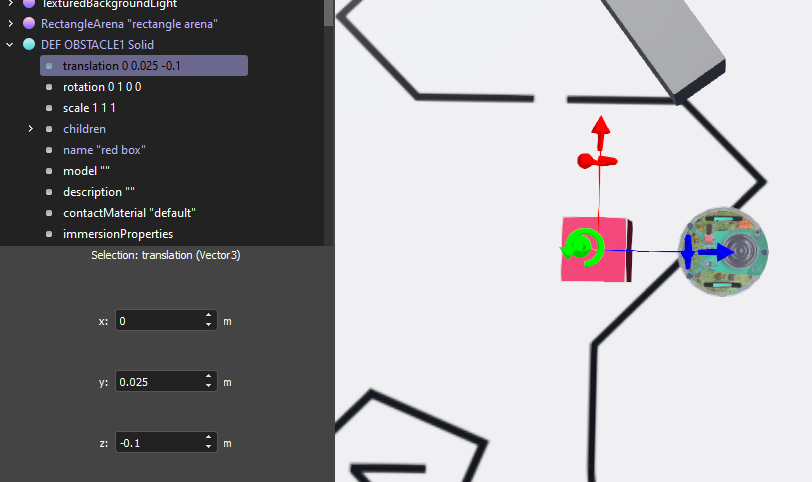 TexturedBackgroundLight
RectangleArena "rectangle arena"
DEF OBSTACLE1 Solid
translation 0 0.025 -0.1
rotation 0 1 0 0
scale 1 1 1
children
name "red box"
model ""
description ""
contactMaterial "default"
immersionProperties
Selection: translation (Vector3)
x: 0 m
y: 0.025 m
z: -0.1 m